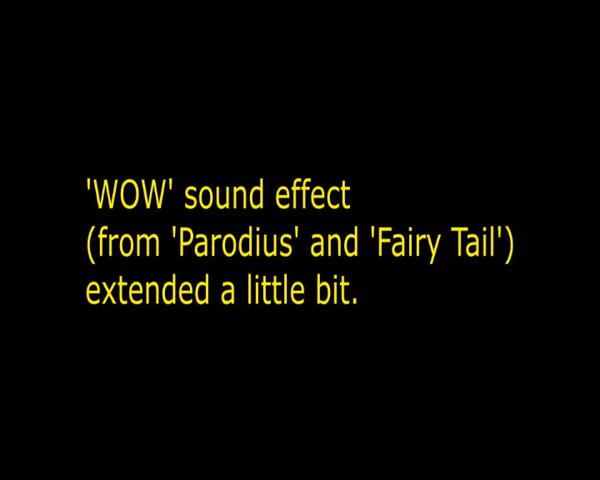 'WOW' sound effect
(from 'Parodius' and 'Fairy Tail')
extended a little bit.